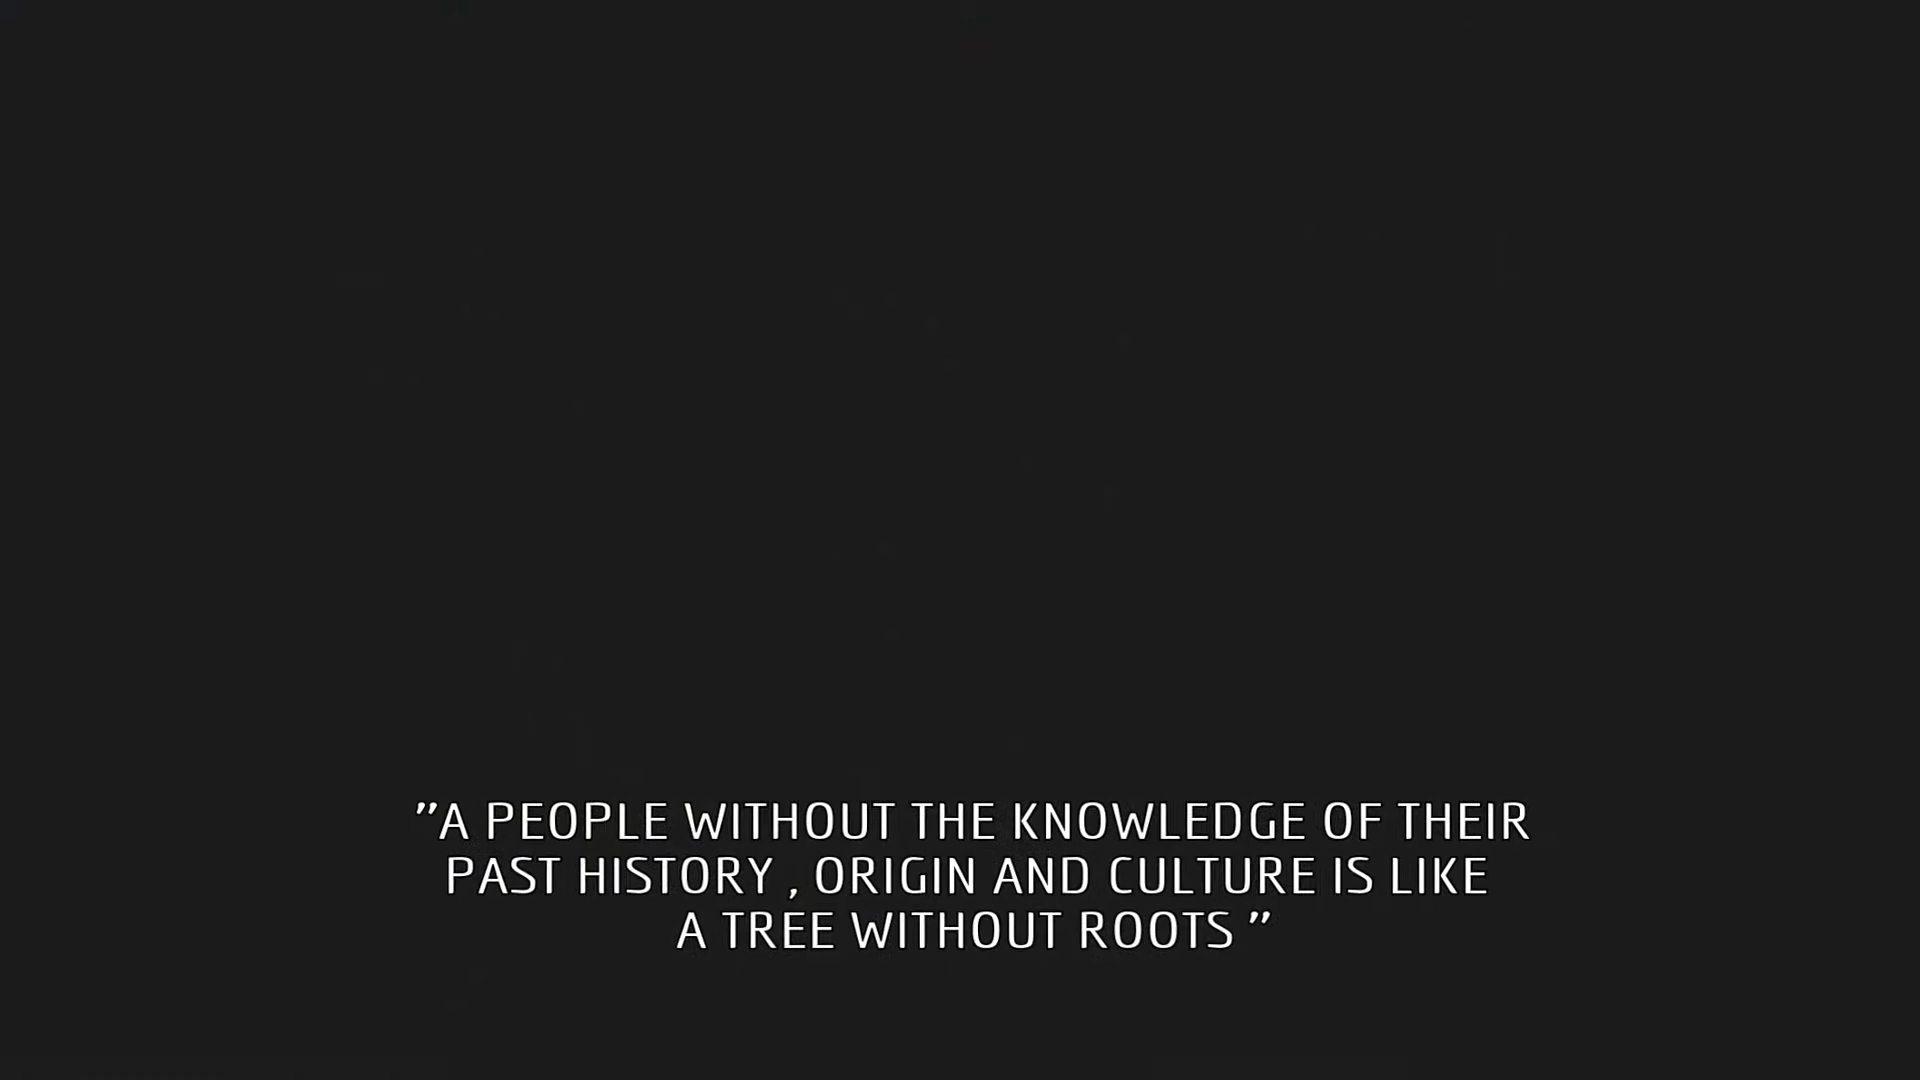 "A PEOPLE WITHOUT THE KNOWLEDGE OF THEIR
PAST HISTORY , ORIGIN AND CULTURE IS LIKE
A TREE WITHOUT ROOTS "